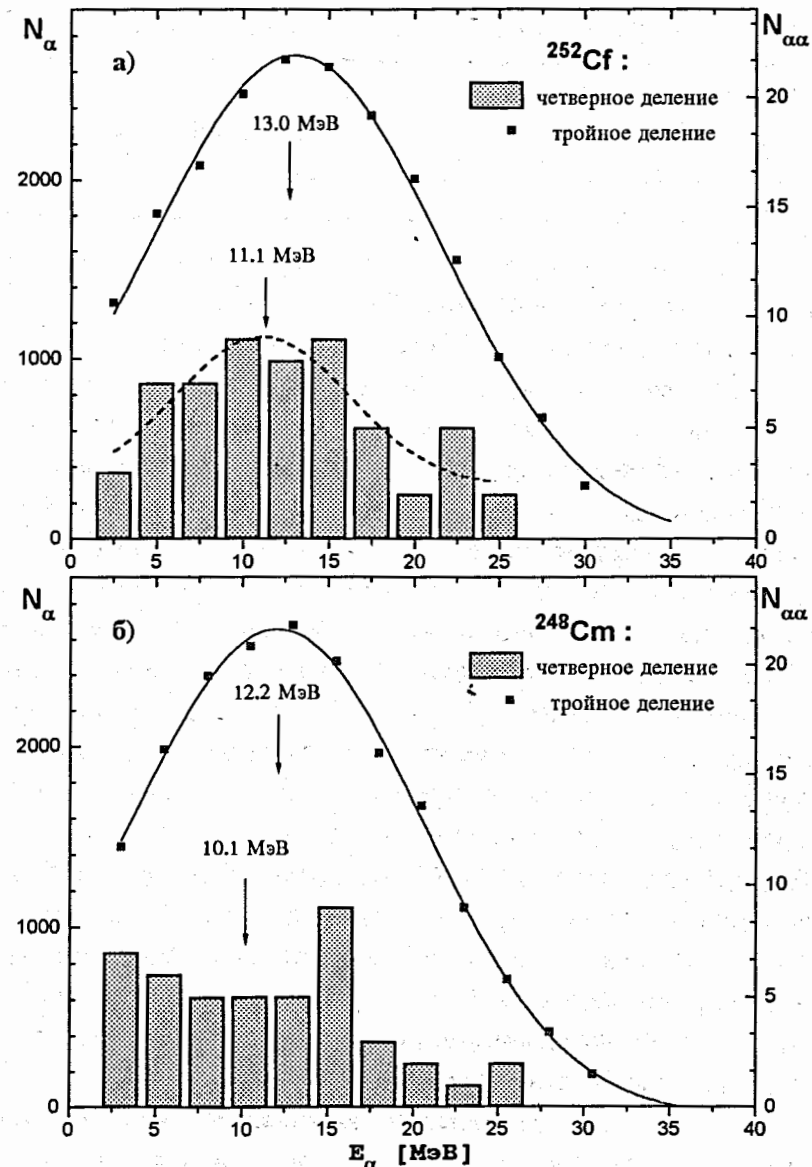 Nα
а)
²⁵²Cf :
Nαα
четверное деление
тройное деление
13.0 МэВ
11.1 МэВ
2000
1000
0
20
15
10
5
0
0 5 10 15 20 25 30 35 40
Nα
б)
²⁴⁸Cm :
Nαα
четверное деление
тройное деление
12.2 МэВ
10.1 МэВ
2000
1000
0
20
15
10
5
0
0 5 10 15 20 25 30 35 40
Eα [МэВ]